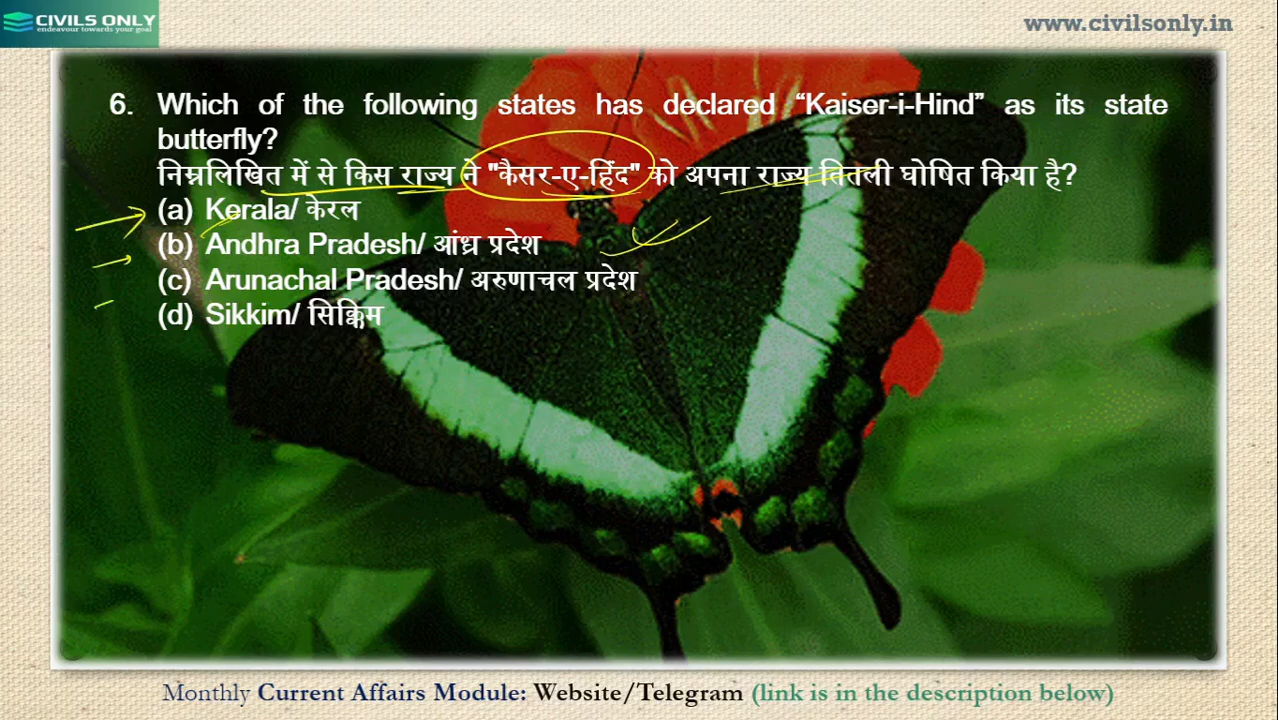 CIVILS ONLY
endeavour towards your goal
www.civilsonly.in
6. Which of the following states has declared “Kaiser-i-Hind” as its state
butterfly?
निम्नलिखित में से किस राज्य ने "कैसर-ए-हिंद" को अपना राज्य तितली घोषित किया है?
(a) Kerala/ केरल
(b) Andhra Pradesh/ आंध्र प्रदेश
(c) Arunachal Pradesh/ अरुणाचल प्रदेश
(d) Sikkim/ सिक्किम
Monthly Current Affairs Module: Website/Telegram (link is in the description below)